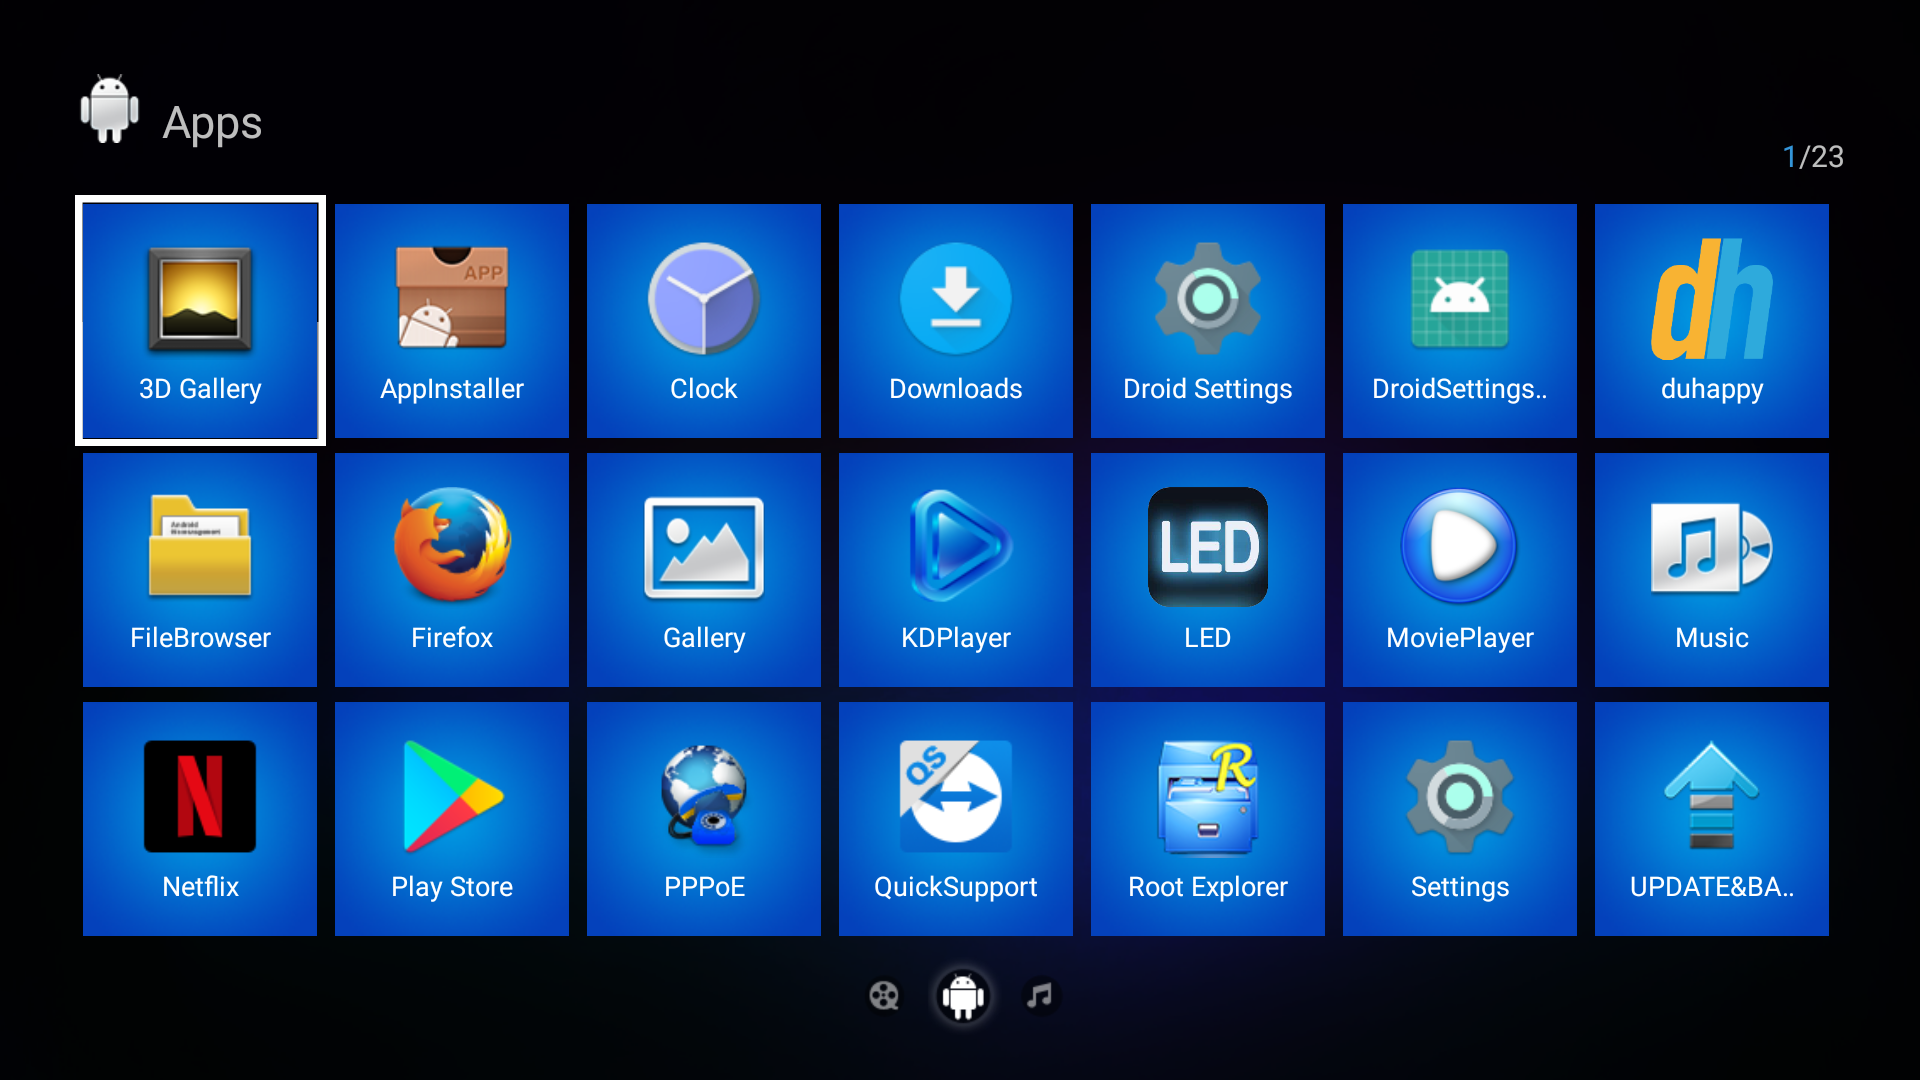 Apps
1/23
3D Gallery
APP
AppInstaller
Clock
Downloads
Droid Settings
DroidSettings..
dh
duhappy
Android
FileBrowser
Firefox
Gallery
KDPlayer
LED
LED
MoviePlayer
Music
N
Netflix
Play Store
PPPoE
QS
QuickSupport
R
Root Explorer
Settings
UPDATE&BA..